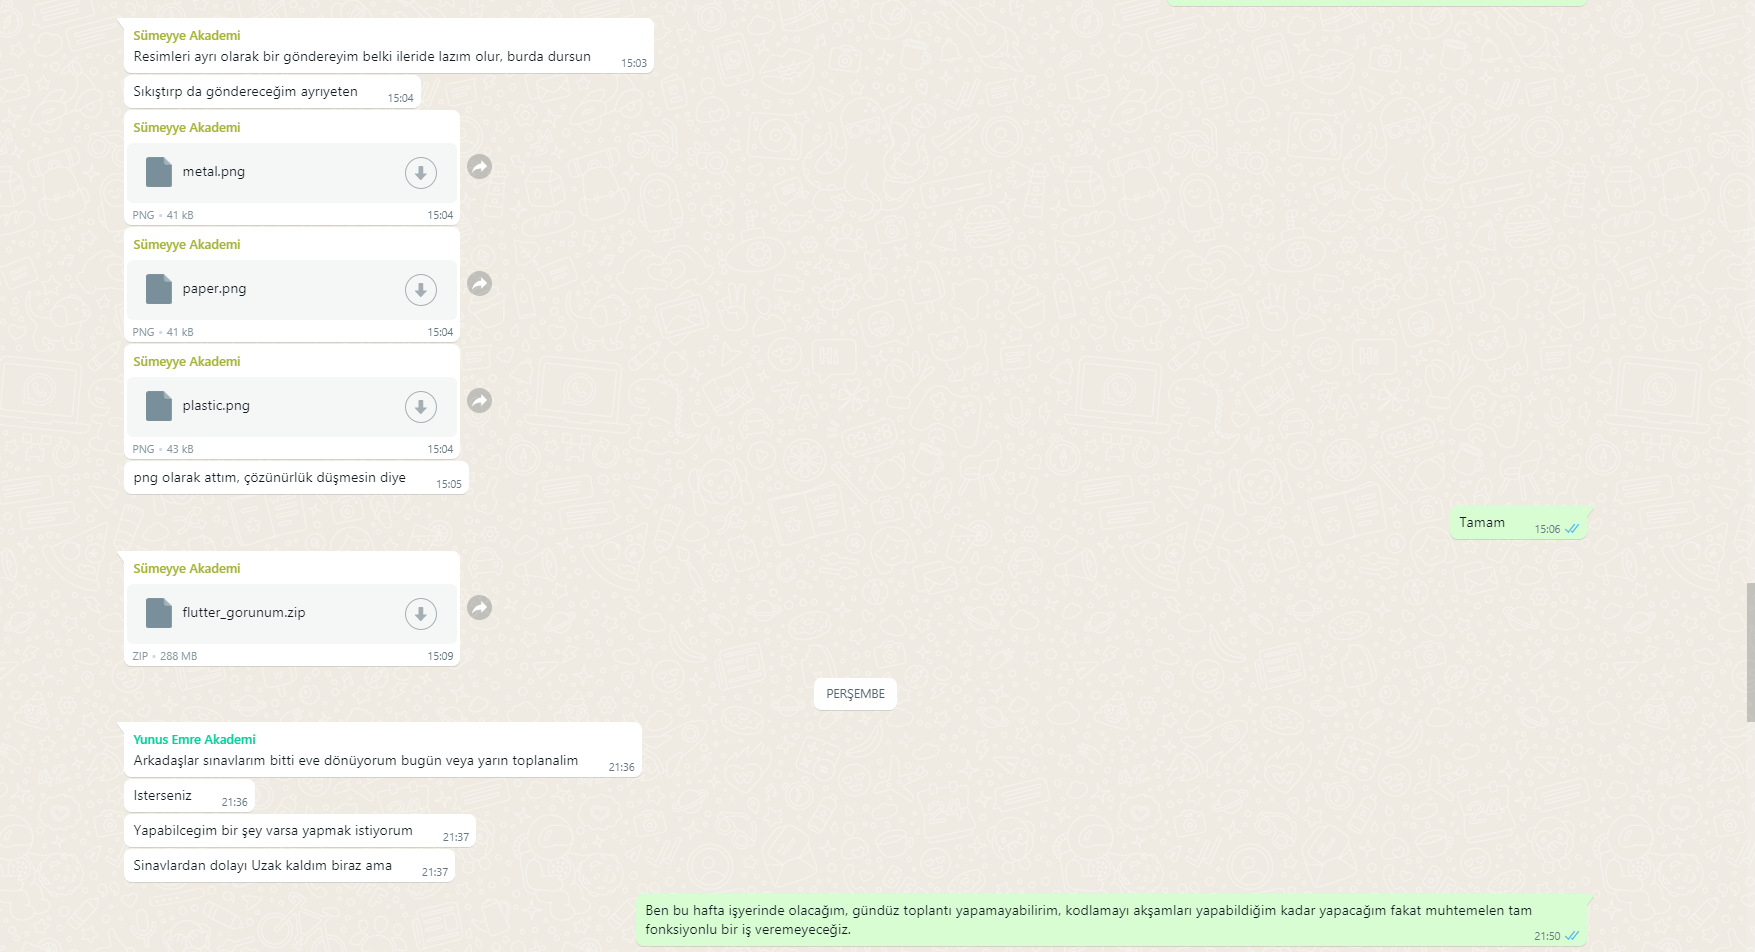 Sümeyye Akademi
Resimleri ayrı olarak bir göndereyim belki ileride lazım olur, burda dursun
15:03
Sıkıştırp da göndereceğim ayrıyeten
15:04
Sümeyye Akademi
metal.png
PNG • 41 kB
15:04
Sümeyye Akademi
paper.png
PNG • 41 kB
15:04
Sümeyye Akademi
plastic.png
PNG • 43 kB
15:04
png olarak attım, çözünürlük düşmesin diye
15:05
Tamam
15:06
Sümeyye Akademi
flutter_gorunum.zip
ZIP • 288 MB
15:09
PERŞEMBE
Yunus Emre Akademi
Arkadaşlar sınavlarım bitti eve dönüyorum bugün veya yarın toplanalim
21:36
Isterseniz
21:36
Yapabilcegim bir şey varsa yapmak istiyorum
21:37
Sinavlardan dolayı Uzak kaldım biraz ama
21:37
Ben bu hafta işyerinde olacağım, gündüz toplantı yapamayabilirim, kodlamayı akşamları yapabildiğim kadar yapacağım fakat muhtemelen tam
fonksiyonlu bir iş veremeyeceğiz.
21:50